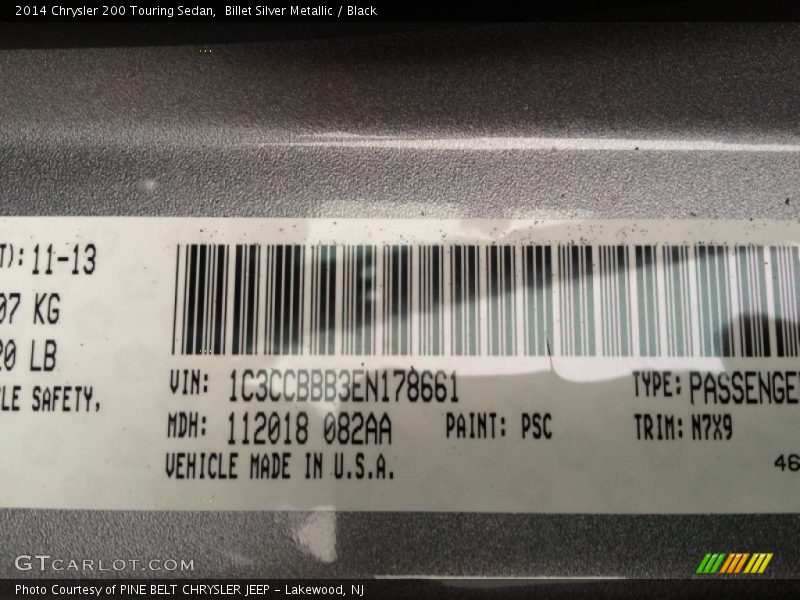 2014 Chrysler 200 Touring Sedan,  Billet Silver Metallic / Black
T): 11-13
07 KG
20 LB
LE SAFETY,
VIN: 1C3CCBBB3EN178661 TYPE: PASSENGE
MDH: 112018 082AA PAINT: PSC TRIM: N7X9
VEHICLE MADE IN U.S.A.
46
GTCARLOT.COM
Photo Courtesy of PINE BELT CHRYSLER JEEP - Lakewood, NJ